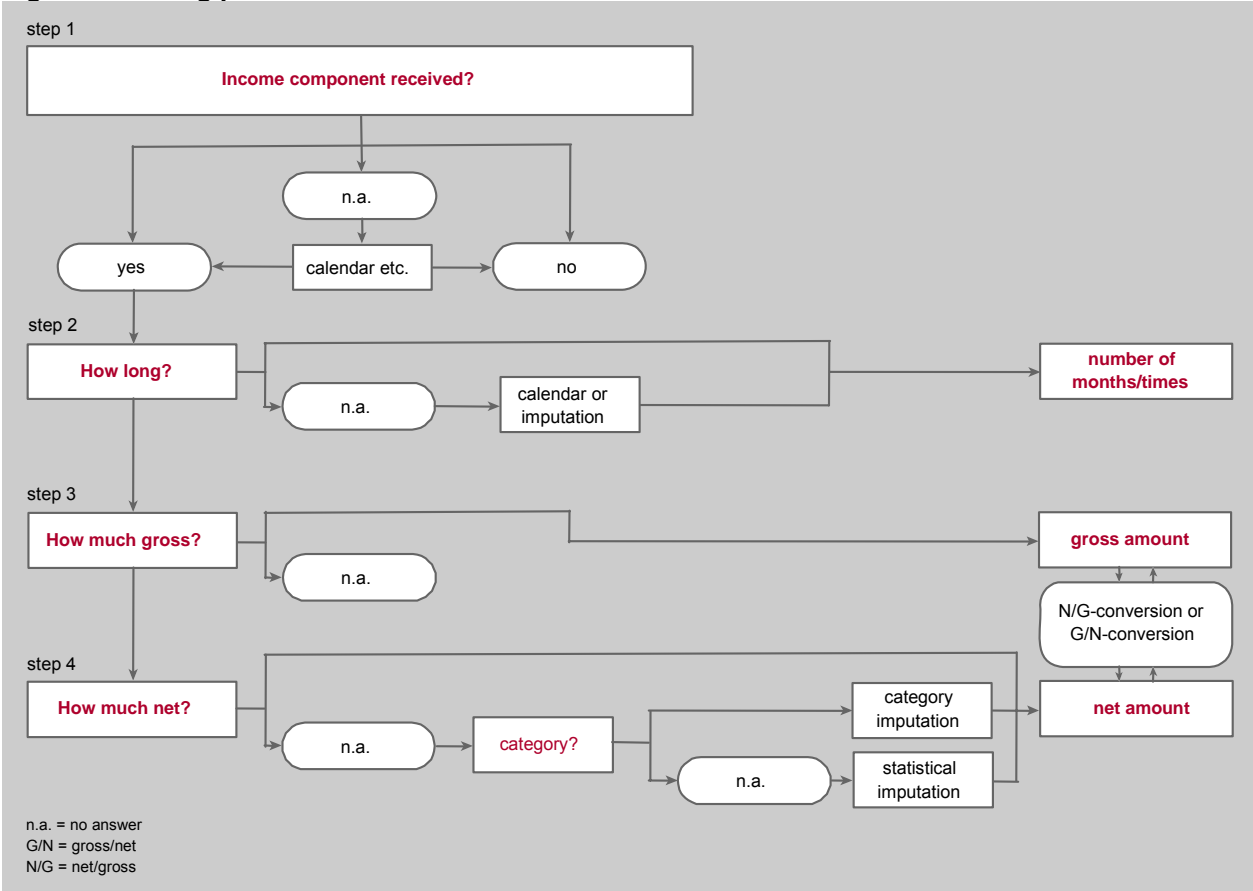 step 1
Income component received?
n.a.
yes
calendar etc.
no
step 2
How long?
n.a.
calendar or
imputation
number of
months/times
step 3
How much gross?
n.a.
gross amount
N/G-conversion or
G/N-conversion
step 4
How much net?
n.a.
category?
category
imputation
n.a.
statistical
imputation
net amount
n.a. = no answer
G/N = gross/net
N/G = net/gross